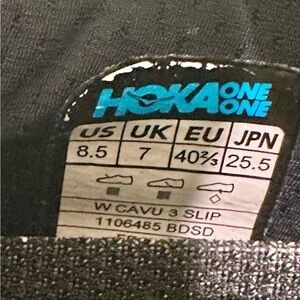 HOKA ONE ONE
US UK EU JPN
8.5 7 40⅔ 25.5
W CAVU 3 SLIP
1106485 BDSD